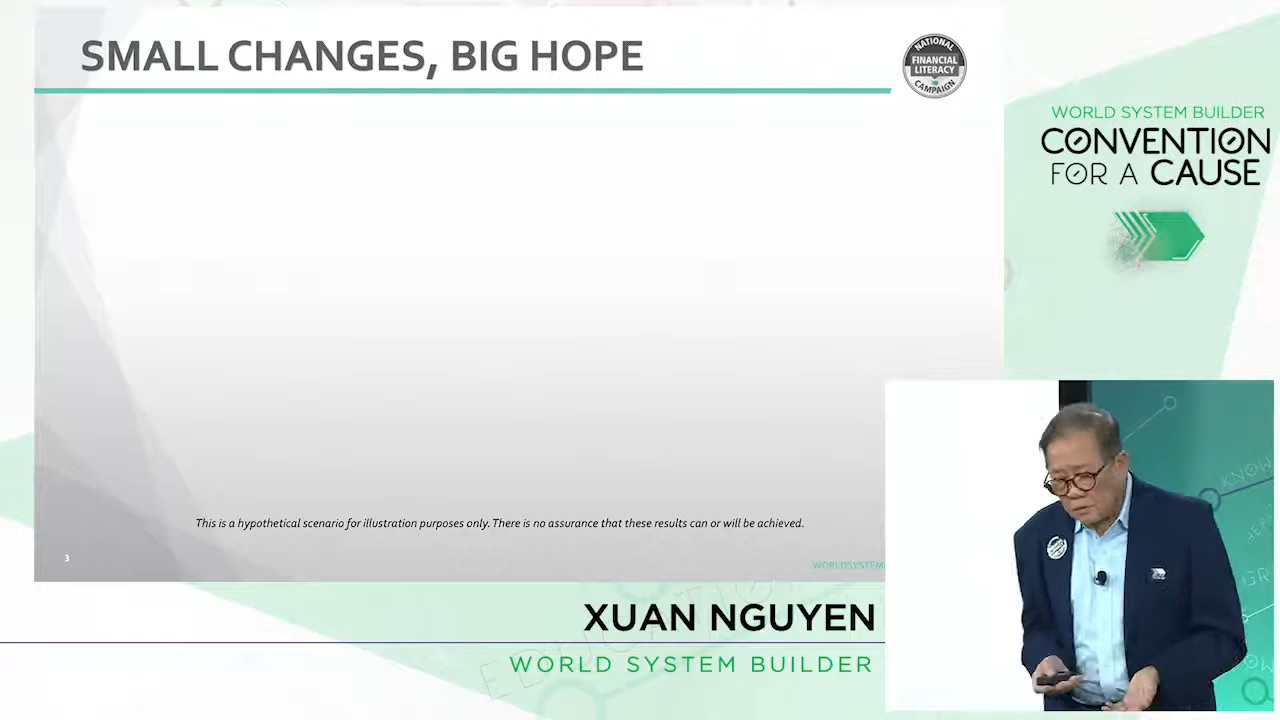 SMALL CHANGES, BIG HOPE
NATIONAL
FINANCIAL
LITERACY
CAMPAIGN
WORLD SYSTEM BUILDER
CONVENTION
FOR A CAUSE
This is a hypothetical scenario for illustration purposes only. There is no assurance that these results can or will be achieved.
3
WORLDSYSTEM
XUAN NGUYEN
WORLD SYSTEM BUILDER